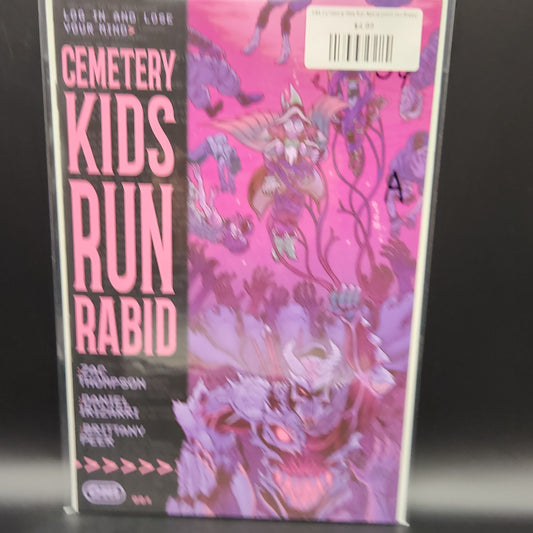 LOG IN AND LOSE
YOUR MIND>
CEMETERY
KIDS
RUN
RABID
ZAC
THOMPSON
DANIEL
IRIZARRI
BRITTANY
PEER
>>>>>>
001
$4.99
A